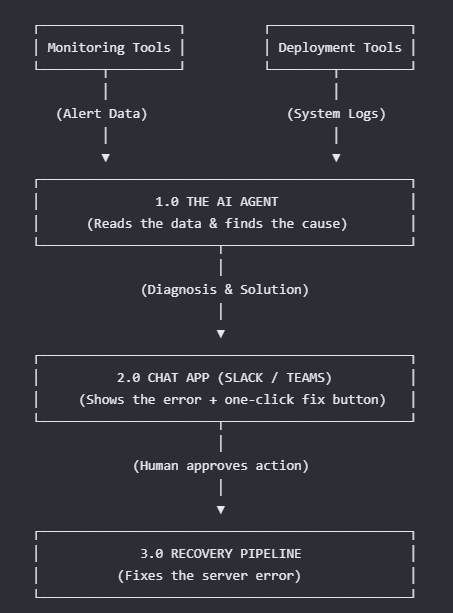 Monitoring Tools
Deployment Tools
(Alert Data)
(System Logs)
1.0 THE AI AGENT
(Reads the data & finds the cause)
(Diagnosis & Solution)
2.0 CHAT APP (SLACK / TEAMS)
(Shows the error + one-click fix button)
(Human approves action)
3.0 RECOVERY PIPELINE
(Fixes the server error)